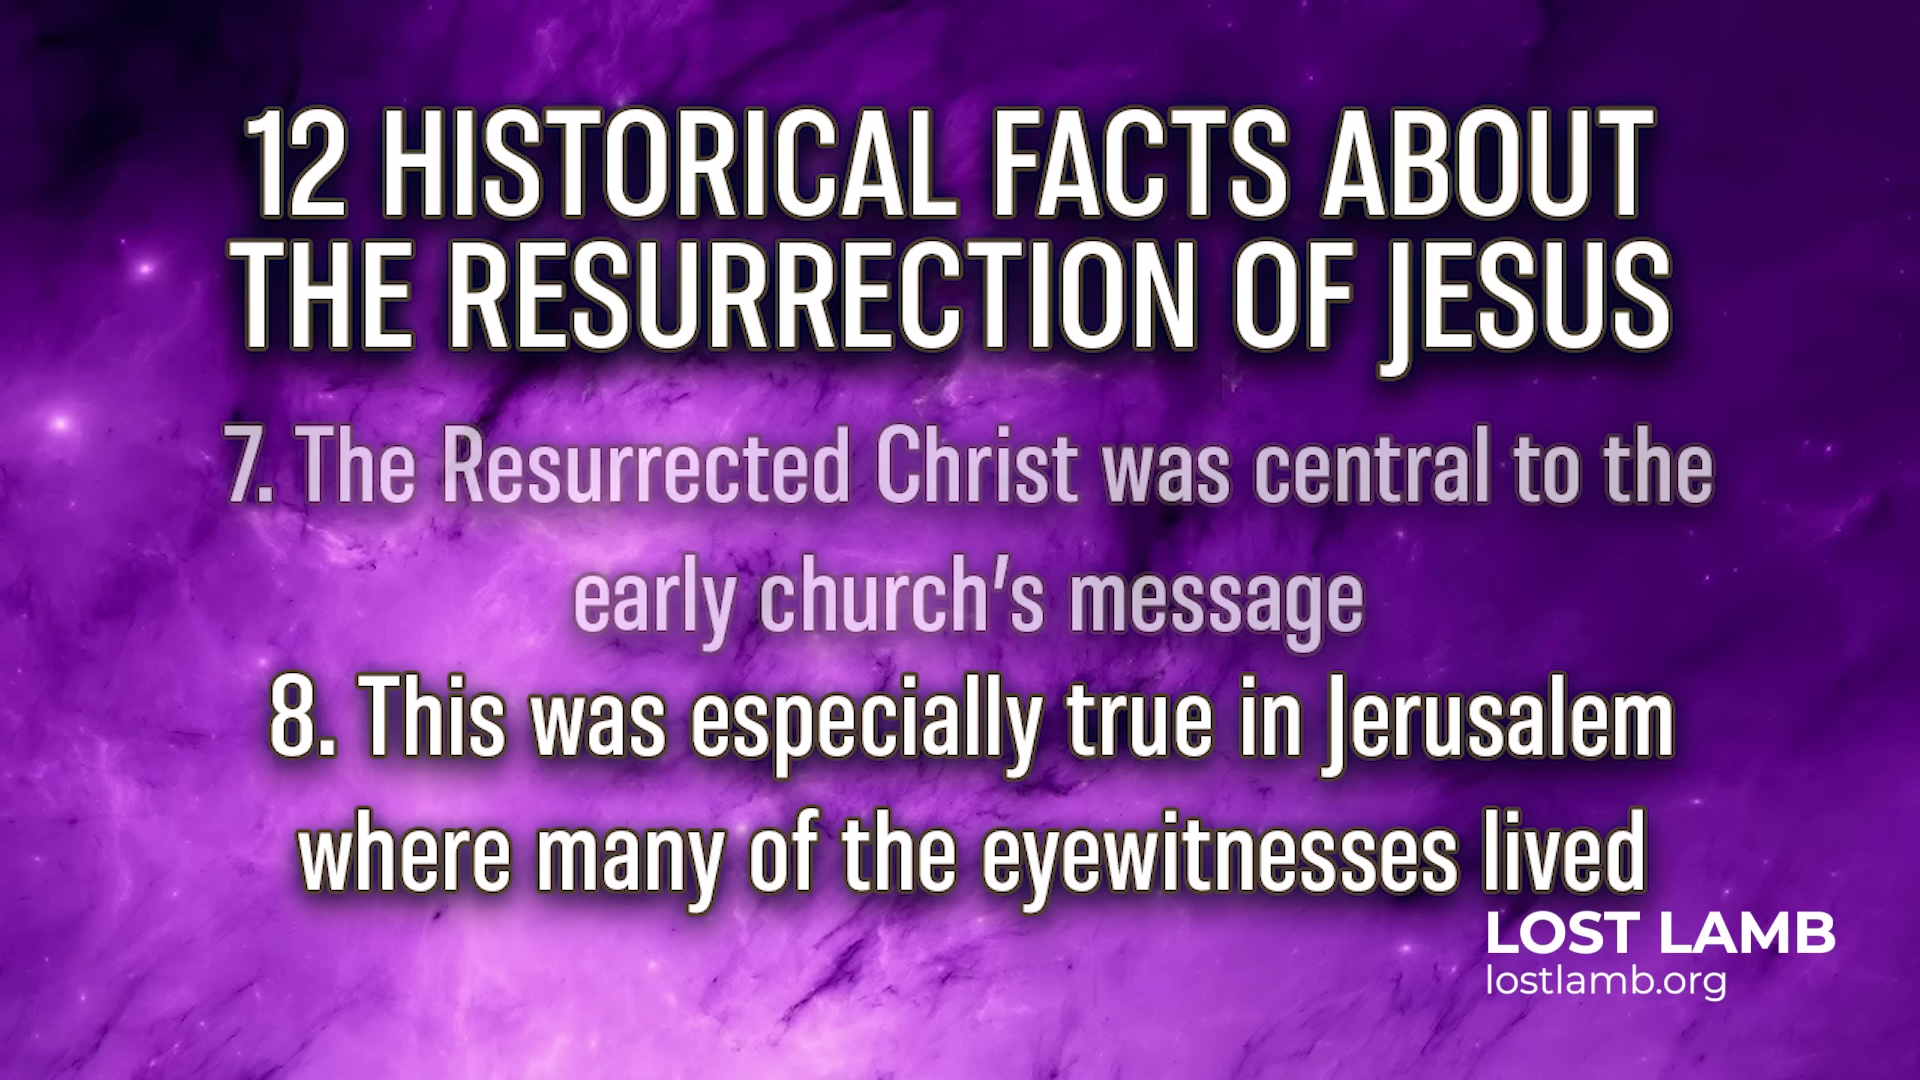 12 HISTORICAL FACTS ABOUT
THE RESURRECTION OF JESUS
7. The Resurrected Christ was central to the
early church's message
8. This was especially true in Jerusalem
where many of the eyewitnesses lived
LOST LAMB
lostlamb.org